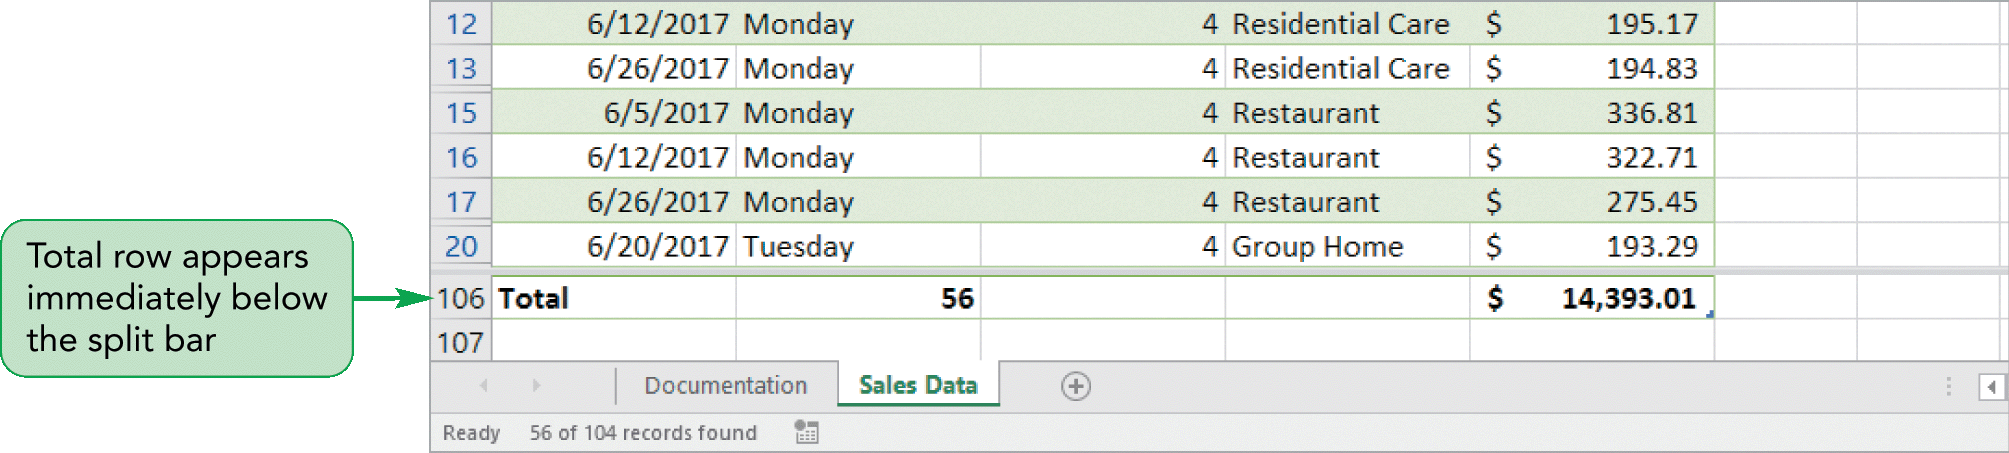 12 6/12/2017 Monday 4 Residential Care $ 195.17
13 6/26/2017 Monday 4 Residential Care $ 194.83
15 6/5/2017 Monday 4 Restaurant $ 336.81
16 6/12/2017 Monday 4 Restaurant $ 322.71
17 6/26/2017 Monday 4 Restaurant $ 275.45
20 6/20/2017 Tuesday 4 Group Home $ 193.29
Total row appears
immediately below
the split bar
106 Total 56 $ 14,393.01
107
Documentation Sales Data
Ready 56 of 104 records found